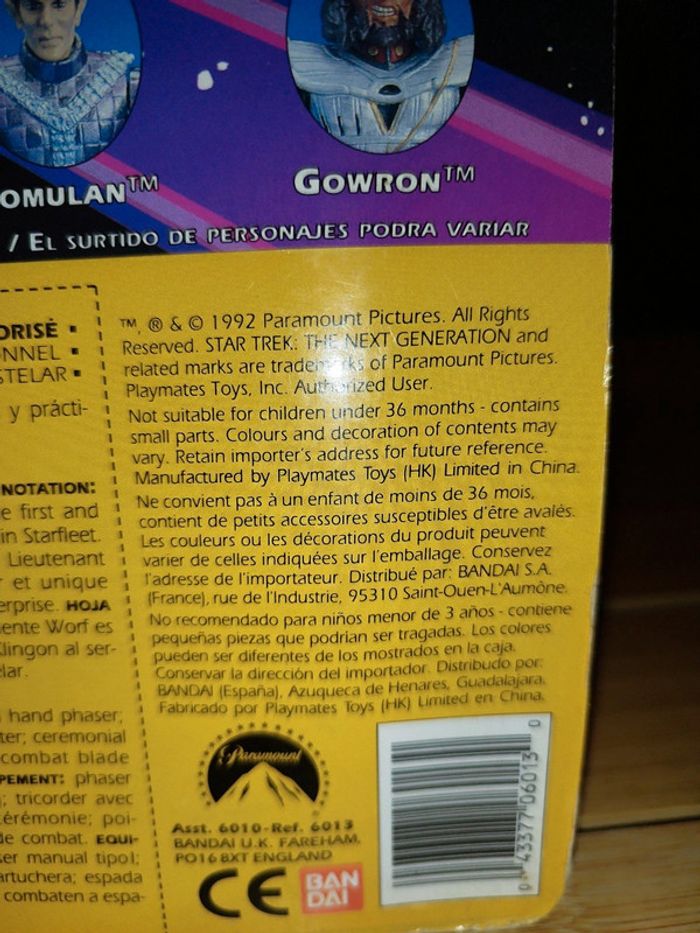 OMULAN™
GOWRON™
/ EL SURTIDO DE PERSONAJES PODRA VARIAR
ORISÉ ▪
NNEL ▪
STELAR ▪
y prácti-
NOTATION:
e first and
in Starfleet.
Lieutenant
et unique
erprise. HOJA
ente Worf es
Klingon al ser-
lar.
hand phaser;
ter; ceremonial
combat blade
PEMENT: phaser
; tricorder avec
érémonie; poi-
de combat. EQUI-
ser manual tipo1;
artuchera; espada
combaten a espa-
™, ® & © 1992 Paramount Pictures. All Rights
Reserved. STAR TREK: THE NEXT GENERATION and
related marks are trademarks of Paramount Pictures.
Playmates Toys, Inc. Authorized User.
Not suitable for children under 36 months - contains
small parts. Colours and decoration of contents may
vary. Retain importer's address for future reference.
Manufactured by Playmates Toys (HK) Limited in China.
Ne convient pas à un enfant de moins de 36 mois,
contient de petits accessoires susceptibles d'être avalés.
Les couleurs ou les décorations du produit peuvent
varier de celles indiquées sur l'emballage. Conservez
l'adresse de l'importateur. Distribué par: BANDAI S.A.
(France), rue de l'Industrie, 95310 Saint-Ouen-L'Aumône.
No recomendado para niños menor de 3 años - contiene
pequeñas piezas que podrian ser tragadas. Los colores
pueden ser diferentes de los mostrados en la caja.
Conservar la dirección del importador. Distribudo por:
BANDAI (España), Azuqueca de Henares, Guadalajara.
Fabricado por Playmates Toys (HK) Limited en China.
Paramount
Asst. 6010-Ref. 6013
BANDAI U.K. FAREHAM,
PO16 8XT ENGLAND
CE
BAN
DAI
0 43377 06013 0